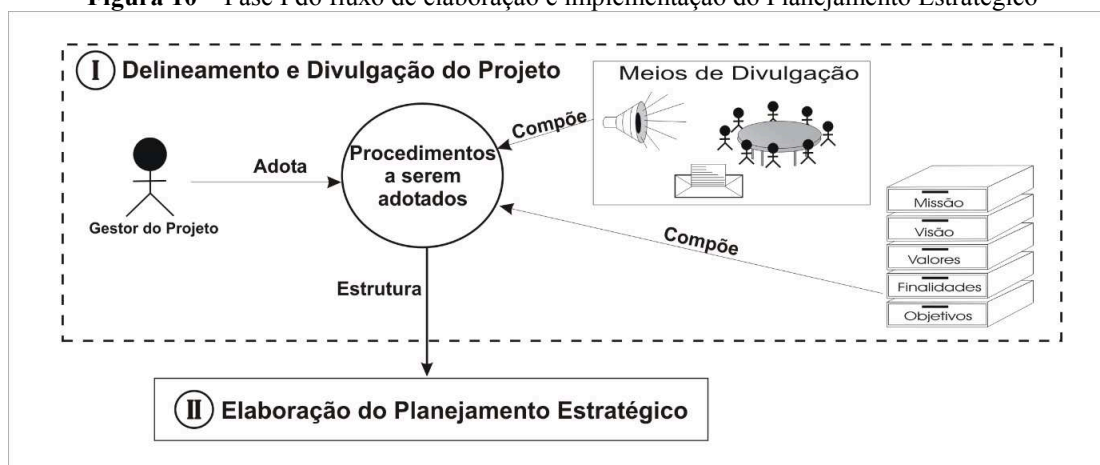 Figura 10 – Fase I do fluxo de elaboração e implementação do Planejamento Estratégico
I Delineamento e Divulgação do Projeto
Meios de Divulgação
Compõe
Procedimentos
a serem
adotados
Adota
Gestor do Projeto
Compõe
Missão
Visão
Valores
Finalidades
Objetivos
Estrutura
II Elaboração do Planejamento Estratégico